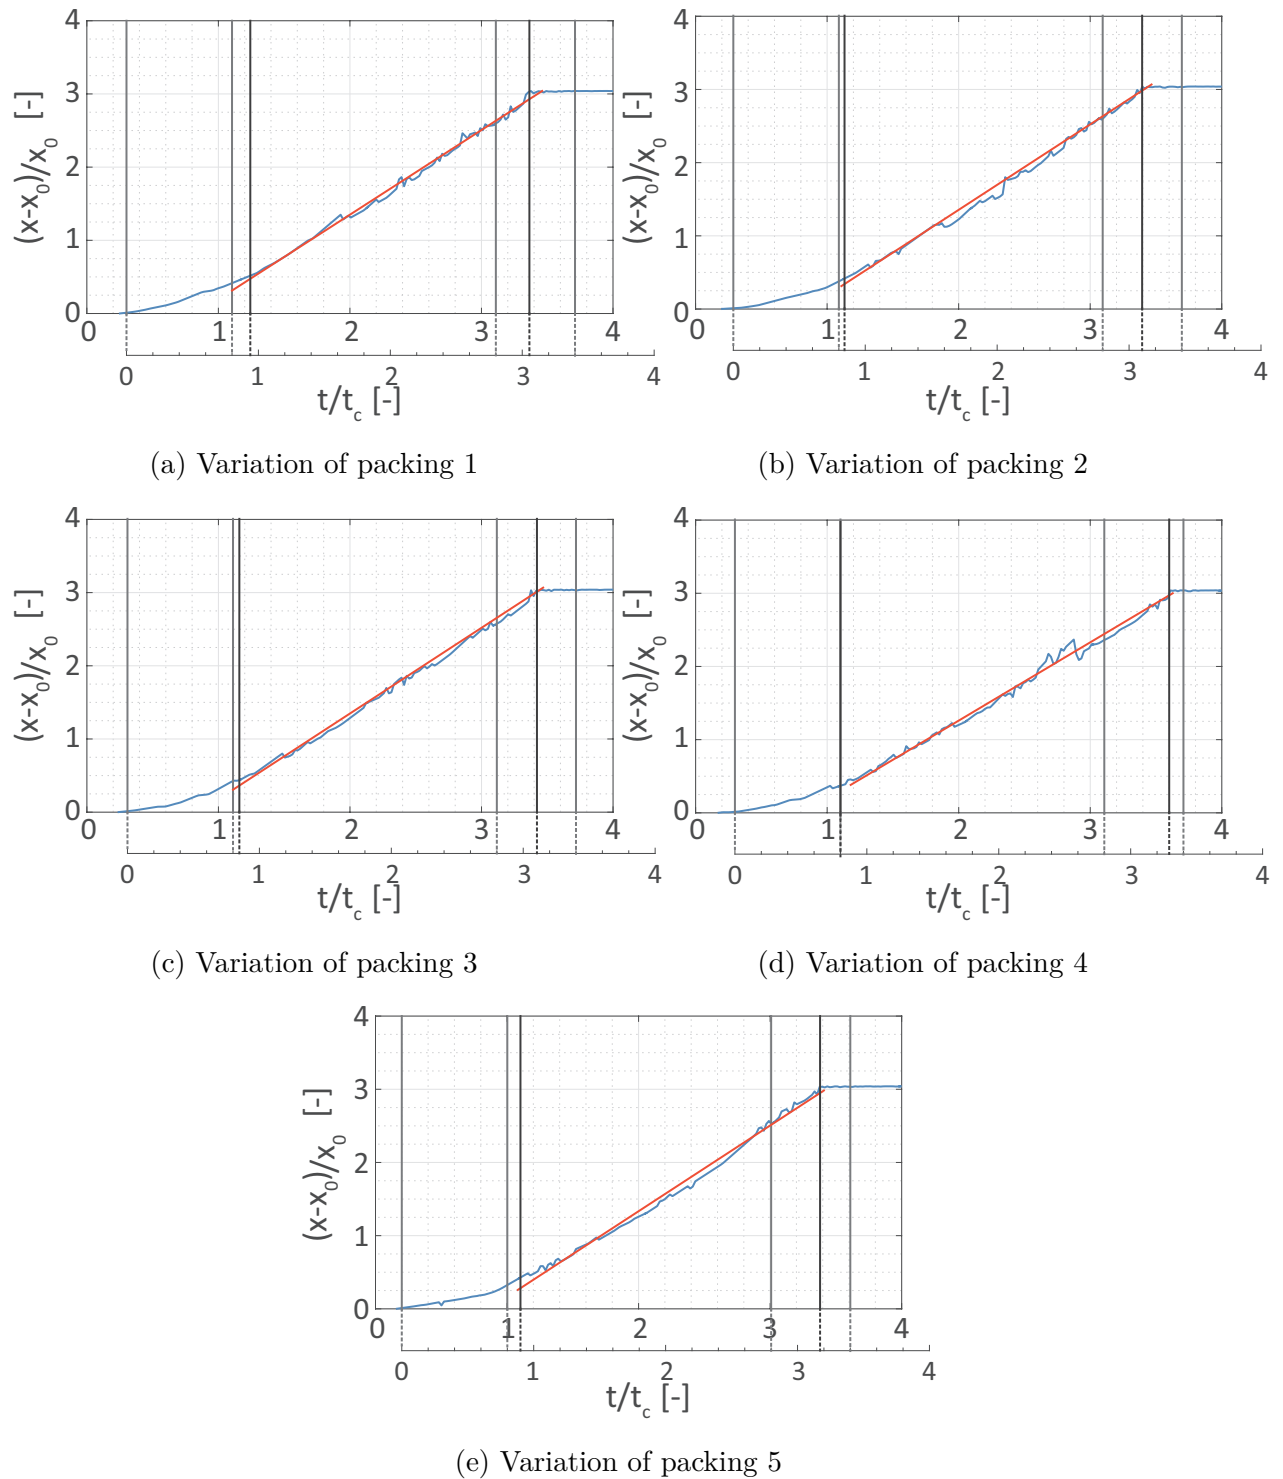 4
3
2
1
0
(x-x0)/x0 [-]
0 1 2 3 4
0 1 2 3 4
t/tc [-]
(a) Variation of packing 1
4
3
2
1
0
(x-x0)/x0 [-]
0 1 2 3 4
0 1 2 3 4
t/tc [-]
(b) Variation of packing 2
4
3
2
1
0
(x-x0)/x0 [-]
0 1 2 3 4
0 1 2 3 4
t/tc [-]
(c) Variation of packing 3
4
3
2
1
0
(x-x0)/x0 [-]
0 1 2 3 4
0 1 2 3 4
t/tc [-]
(d) Variation of packing 4
4
3
2
1
0
(x-x0)/x0 [-]
0 1 2 3 4
0 1 2 3 4
t/tc [-]
(e) Variation of packing 5